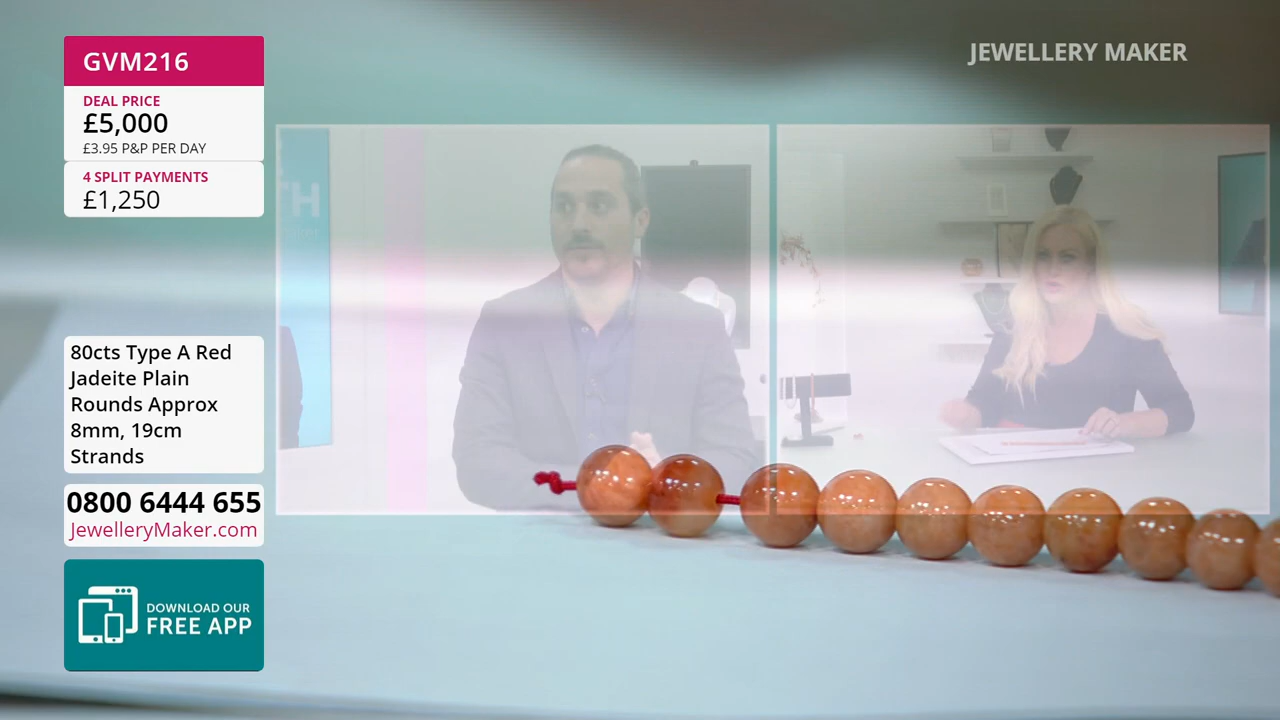 GVM216
DEAL PRICE
£5,000
£3.95 P&P PER DAY
4 SPLIT PAYMENTS
£1,250
JEWELLERY MAKER
80cts Type A Red
Jadeite Plain
Rounds Approx
8mm, 19cm
Strands
0800 6444 655
JewelleryMaker.com
DOWNLOAD OUR
FREE APP